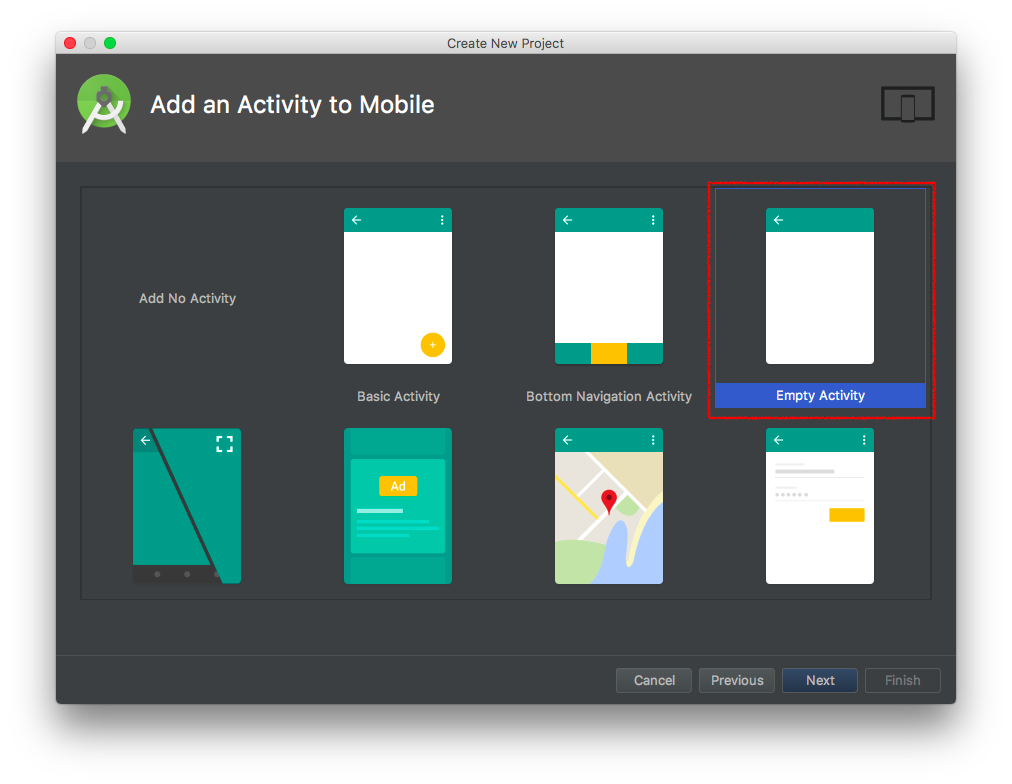 Create New Project
Add an Activity to Mobile
Add No Activity
Basic Activity
Bottom Navigation Activity
Empty Activity
Ad
Cancel
Previous
Next
Finish